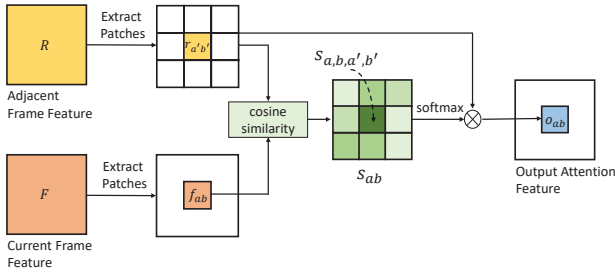 R
Adjacent
Frame Feature
Extract
Patches
r_{a'b'}
cosine
similarity
S_{a,b,a',b'}
S_{ab}
softmax
o_{ab}
Output Attention
Feature
F
Current Frame
Feature
Extract
Patches
f_{ab}